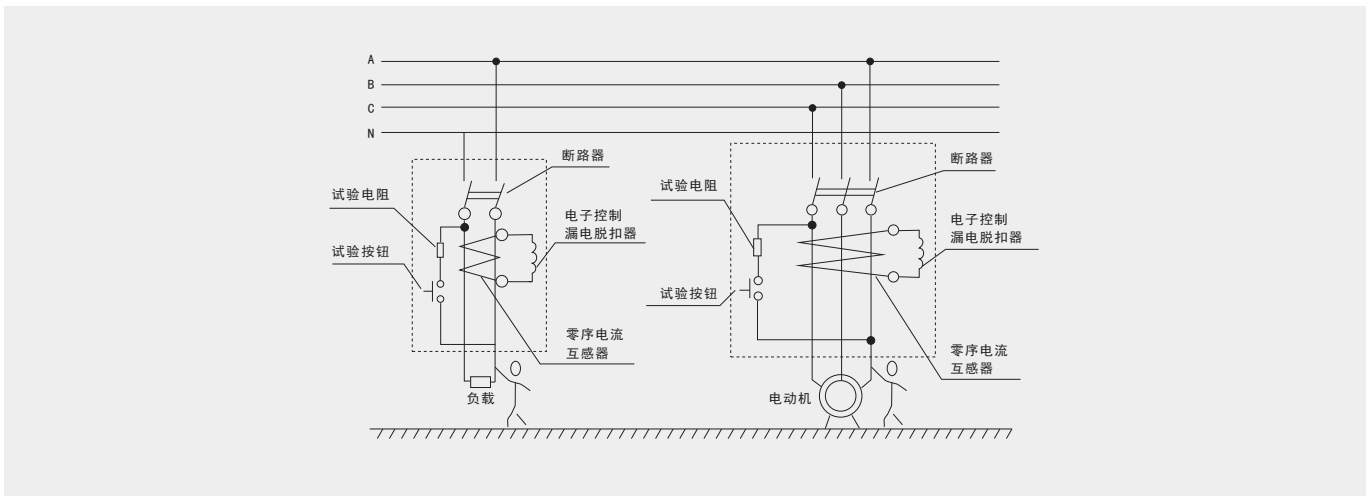 A
B
C
N
断路器
试验电阻
电子控制
漏电脱扣器
试验按钮
零序电流
互感器
负载
断路器
试验电阻
电子控制
漏电脱扣器
试验按钮
零序电流
互感器
电动机